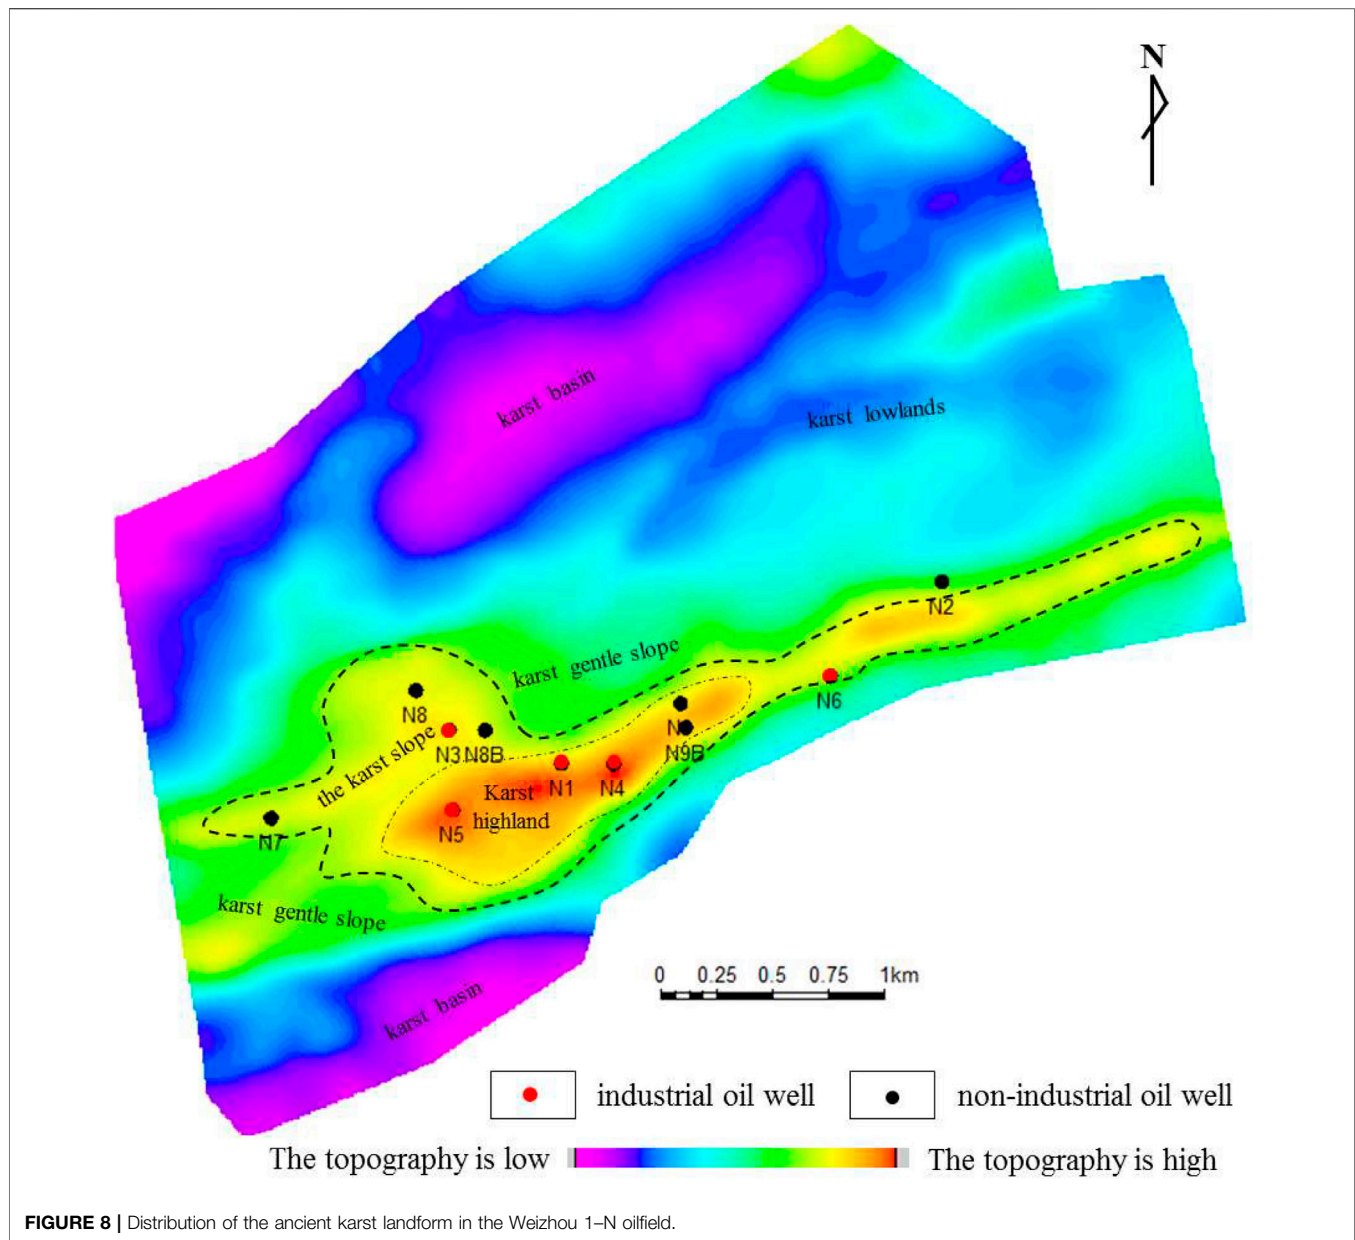 N
karst basin
karst lowlands
N2
karst gentle slope
N8
N6
N
the karst slope
N3
N8B
N9B
N1
N4
Karst
highland
N5
N7
karst gentle slope
karst basin
0 0.25 0.5 0.75 1km
industrial oil well
non-industrial oil well
The topography is low
The topography is high
FIGURE 8 | Distribution of the ancient karst landform in the Weizhou 1–N oilfield.